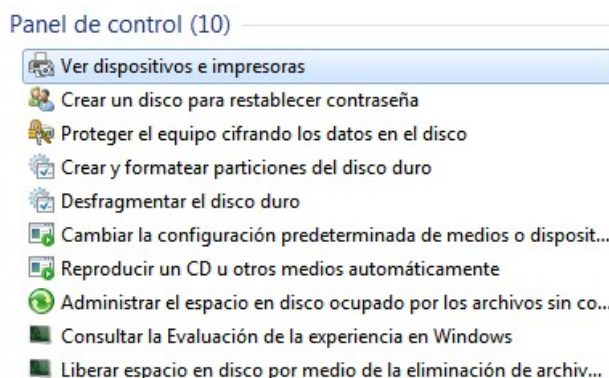 Panel de control (10)
Ver dispositivos e impresoras
Crear un disco para restablecer contraseña
Proteger el equipo cifrando los datos en el disco
Crear y formatear particiones del disco duro
Desfragmentar el disco duro
Cambiar la configuración predeterminada de medios o disposit...
Reproducir un CD u otros medios automáticamente
Administrar el espacio en disco ocupado por los archivos sin co...
Consultar la Evaluación de la experiencia en Windows
Liberar espacio en disco por medio de la eliminación de archiv...